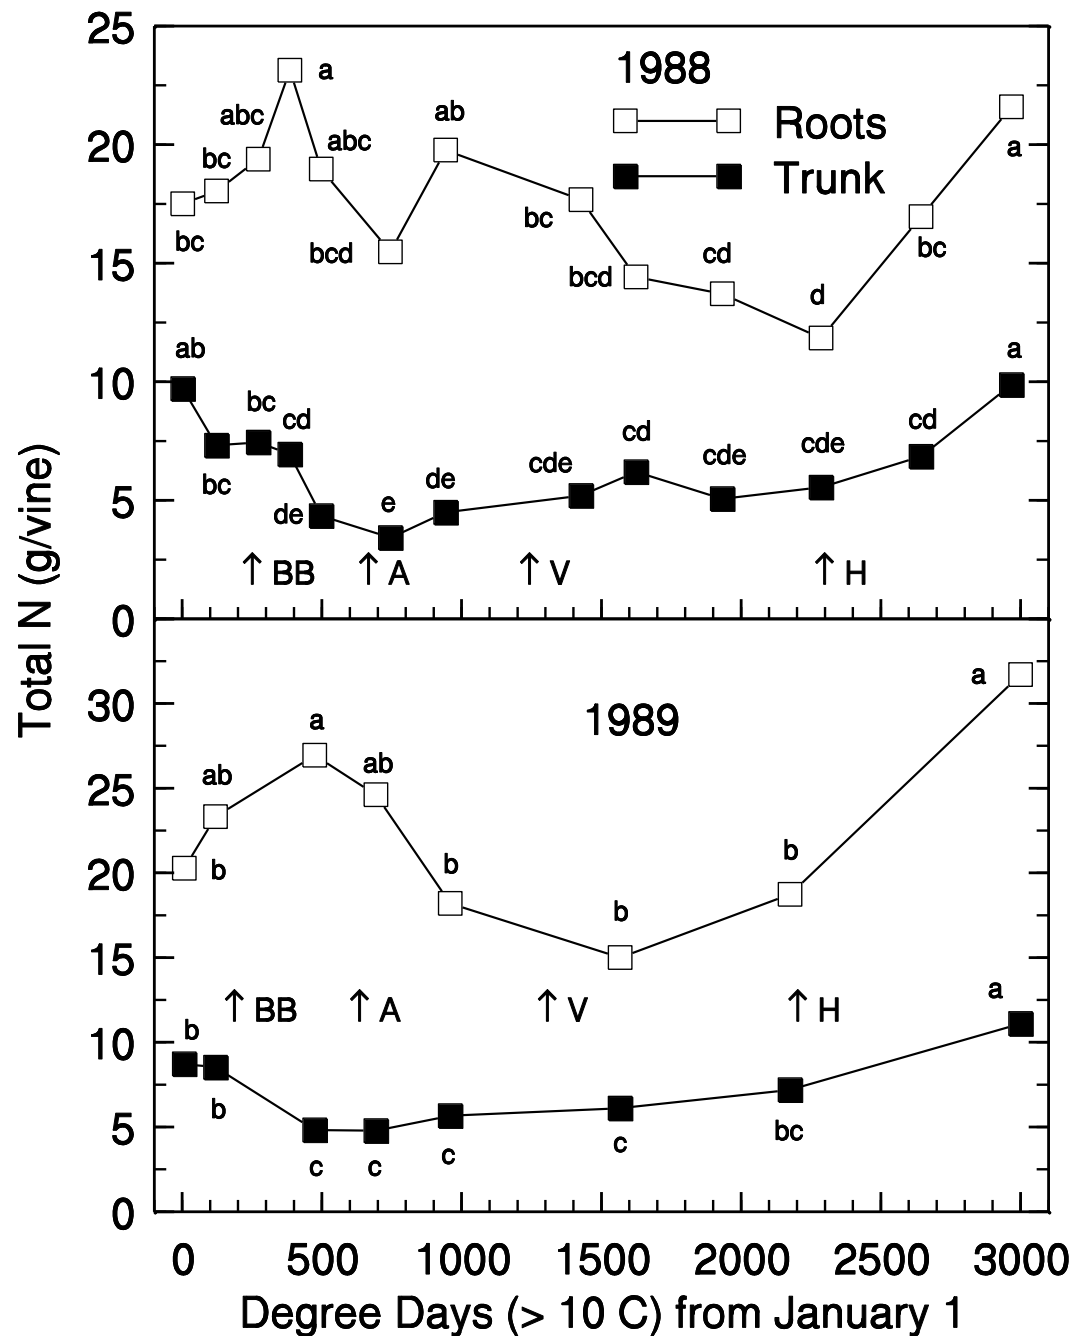 25
1988
Roots
Trunk
20
15
10
5
0
a
abc
bc
abc
ab
bc
bcd
bc
bcd
cd
d
bc
a
ab
bc
bc
cd
de
e
de
cde
cd
cde
cde
cd
a
↑ BB
↑ A
↑ V
↑ H
Total N (g/vine)
1989
30
25
20
15
10
5
0
a
ab
ab
b
b
b
b
a
↑ BB
↑ A
↑ V
↑ H
b
b
c
c
c
c
bc
a
0 500 1000 1500 2000 2500 3000
Degree Days (> 10 C) from January 1